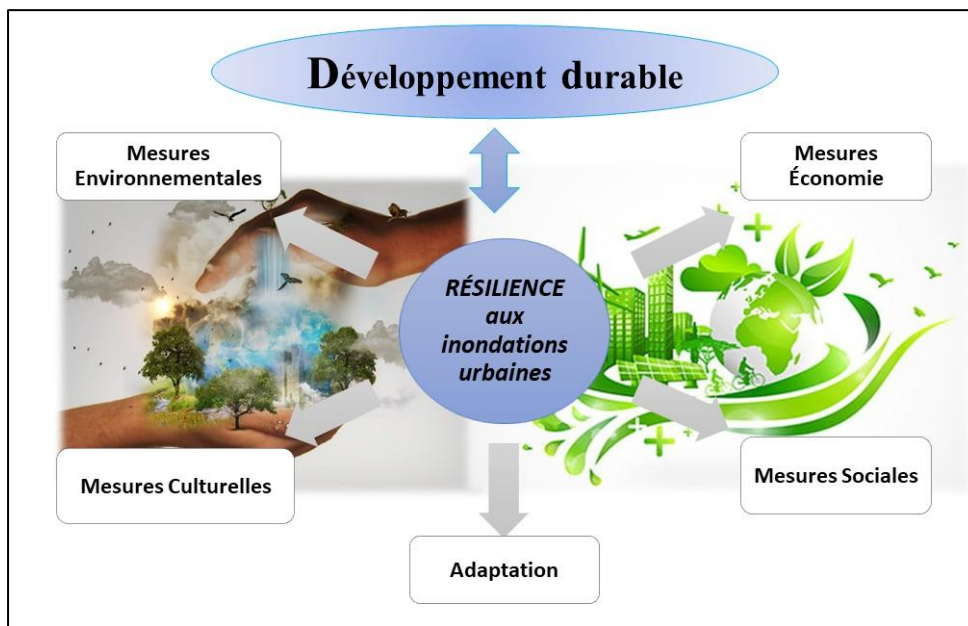 Développement durable
Mesures
Environnementales
Mesures
Économie
RÉSILIENCE
aux
inondations
urbaines
Mesures Culturelles
Mesures Sociales
Adaptation